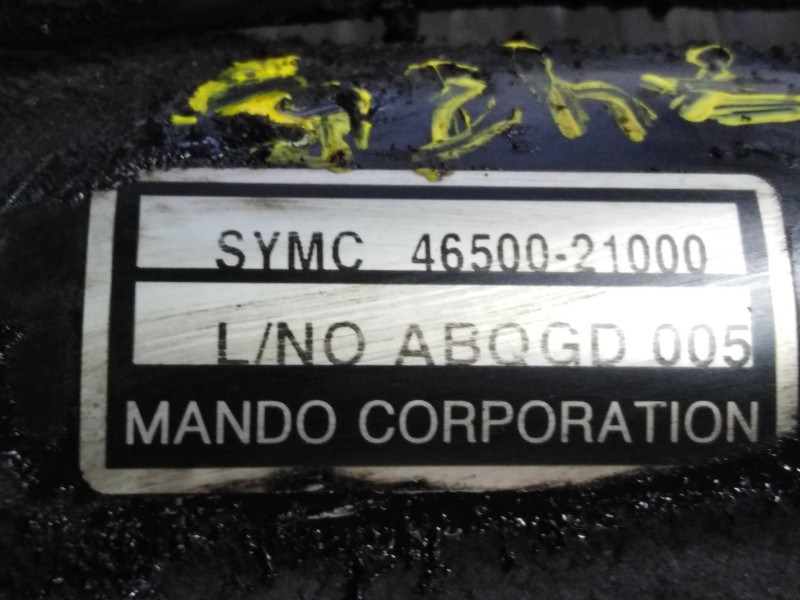 SYMC 46500-21000
L/NO ABQGD 005
MANDO CORPORATION